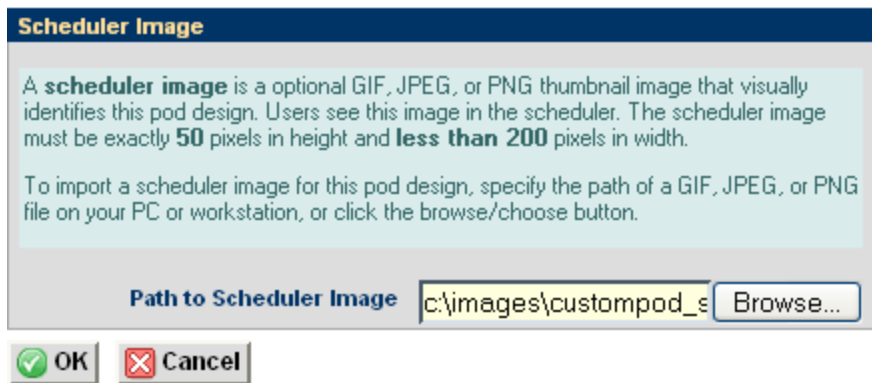 Scheduler Image
A scheduler image is a optional GIF, JPEG, or PNG thumbnail image that visually
identifies this pod design. Users see this image in the scheduler. The scheduler image
must be exactly 50 pixels in height and less than 200 pixels in width.
To import a scheduler image for this pod design, specify the path of a GIF, JPEG, or PNG
file on your PC or workstation, or click the browse/choose button.
Path to Scheduler Image c:\images\custompod_s Browse...
OK Cancel